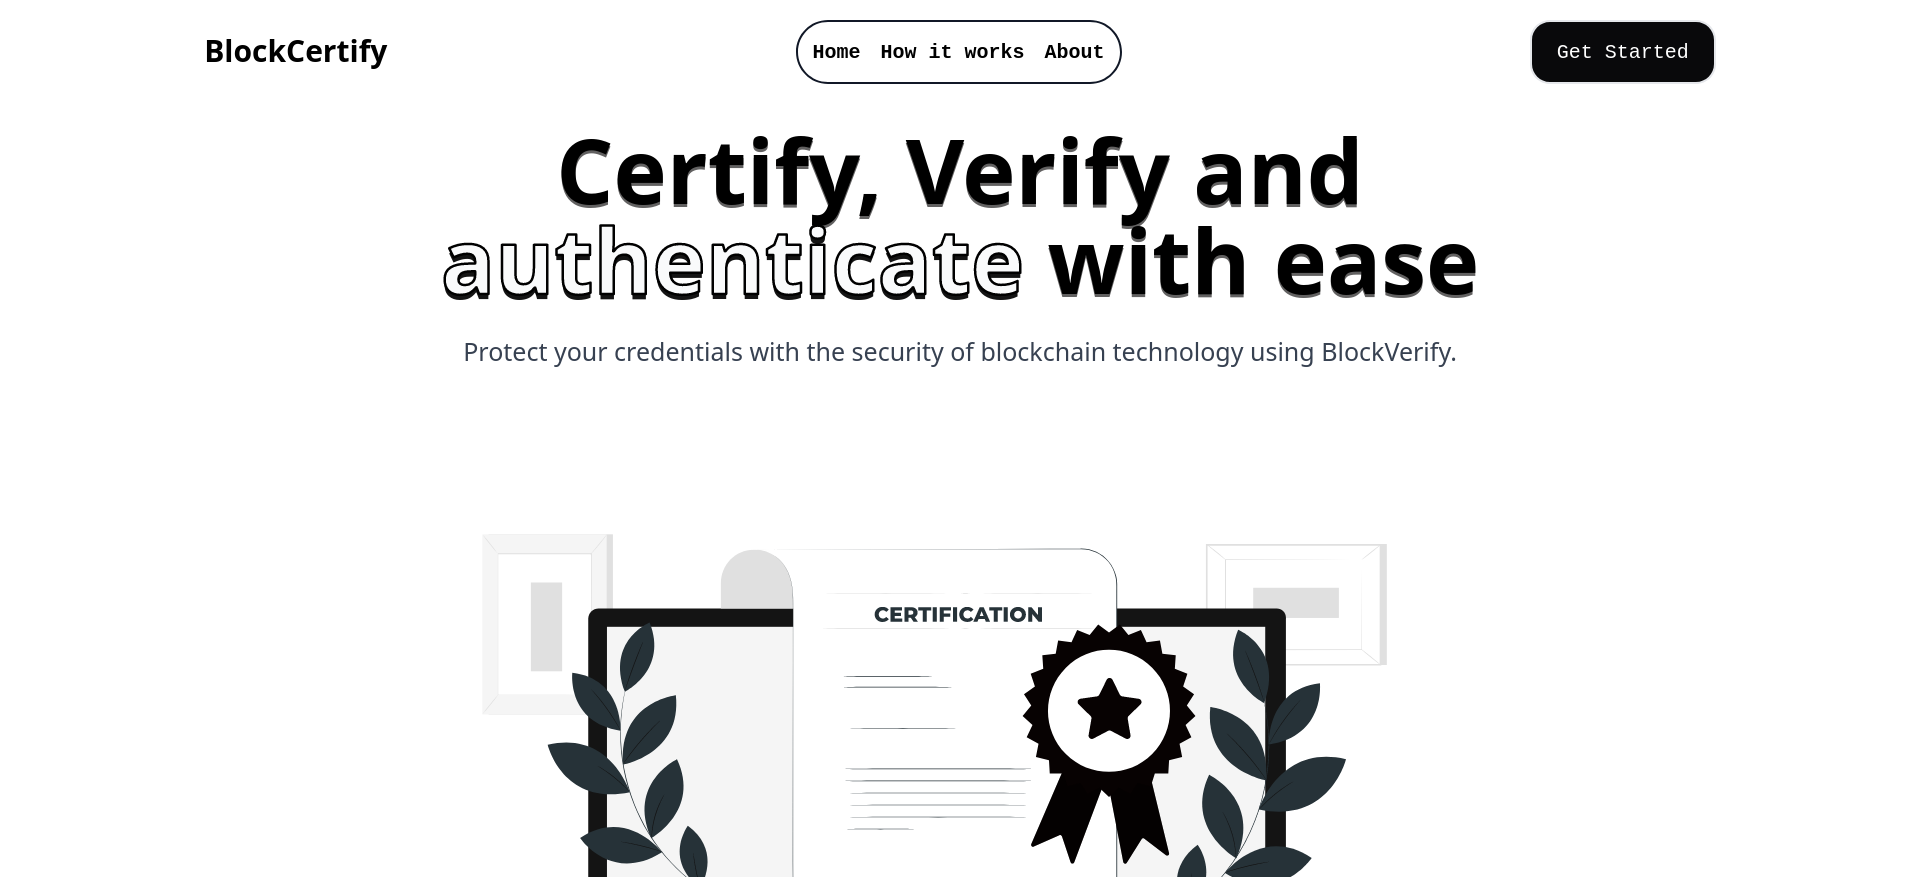 BlockCertify
Home How it works About
Get Started
Certify, Verify and
authenticate with ease
Protect your credentials with the security of blockchain technology using BlockVerify.
CERTIFICATION